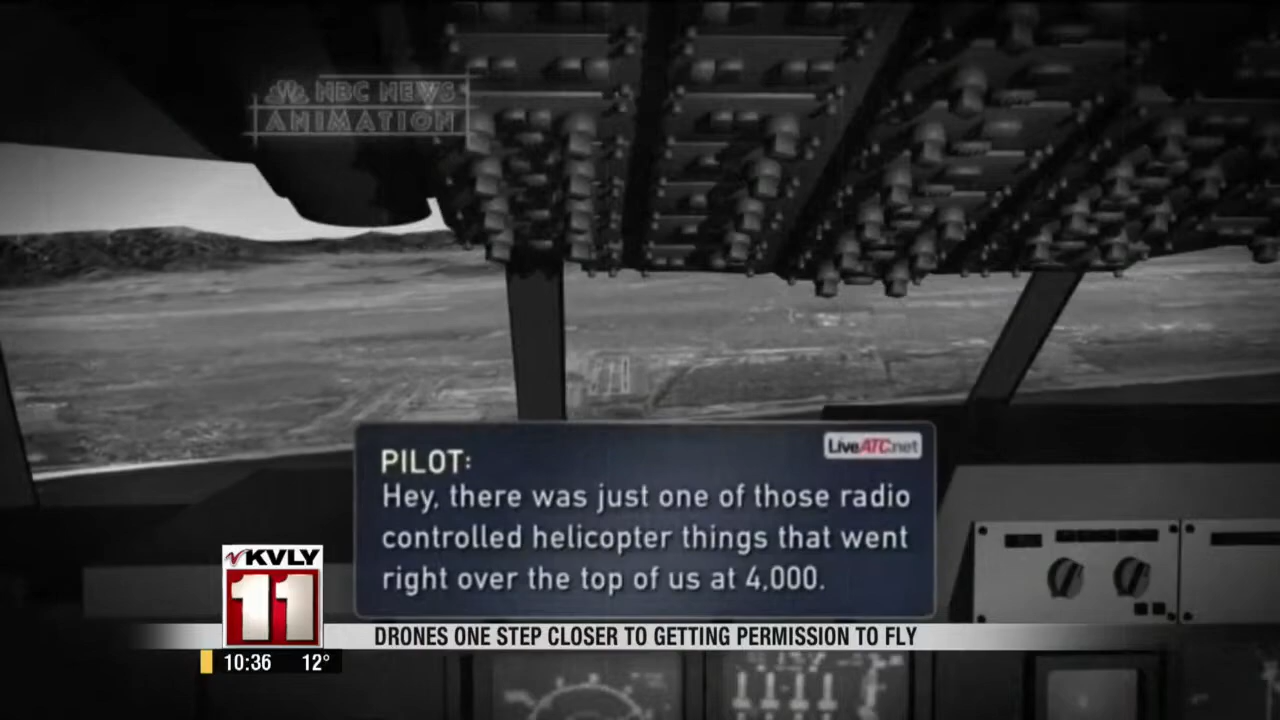 NBC NEWS
ANIMATION
LiveATC.net
PILOT:
Hey, there was just one of those radio
controlled helicopter things that went
right over the top of us at 4,000.
KVLY
11
DRONES ONE STEP CLOSER TO GETTING PERMISSION TO FLY
10:36 12°